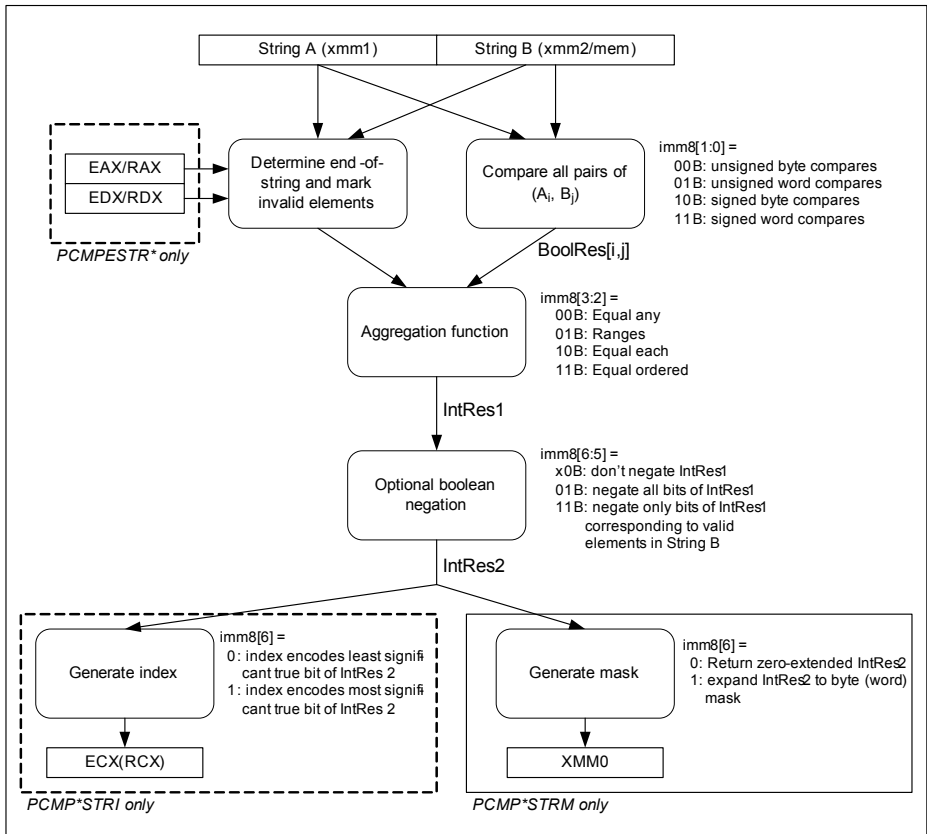 String A (xmm1)
String B (xmm2/mem)
EAX/RAX
EDX/RDX
PCMPESTR* only
Determine end -of-
string and mark
invalid elements
Compare all pairs of
(Ai, Bj)
imm8[1:0] =
00B: unsigned byte compares
01B: unsigned word compares
10B: signed byte compares
11B: signed word compares
BoolRes[i,j]
Aggregation function
imm8[3:2] =
00B: Equal any
01B: Ranges
10B: Equal each
11B: Equal ordered
IntRes1
Optional boolean
negation
imm8[6:5] =
x0B: don't negate IntRes1
01B: negate all bits of IntRes1
11B: negate only bits of IntRes1
corresponding to valid
elements in String B
IntRes2
Generate index
imm8[6] =
0: index encodes least signifi
cant true bit of IntRes 2
1: index encodes most signifi
cant true bit of IntRes 2
ECX(RCX)
PCMP*STRI only
Generate mask
imm8[6] =
0: Return zero-extended IntRes2
1: expand IntRes2 to byte (word)
mask
XMM0
PCMP*STRM only